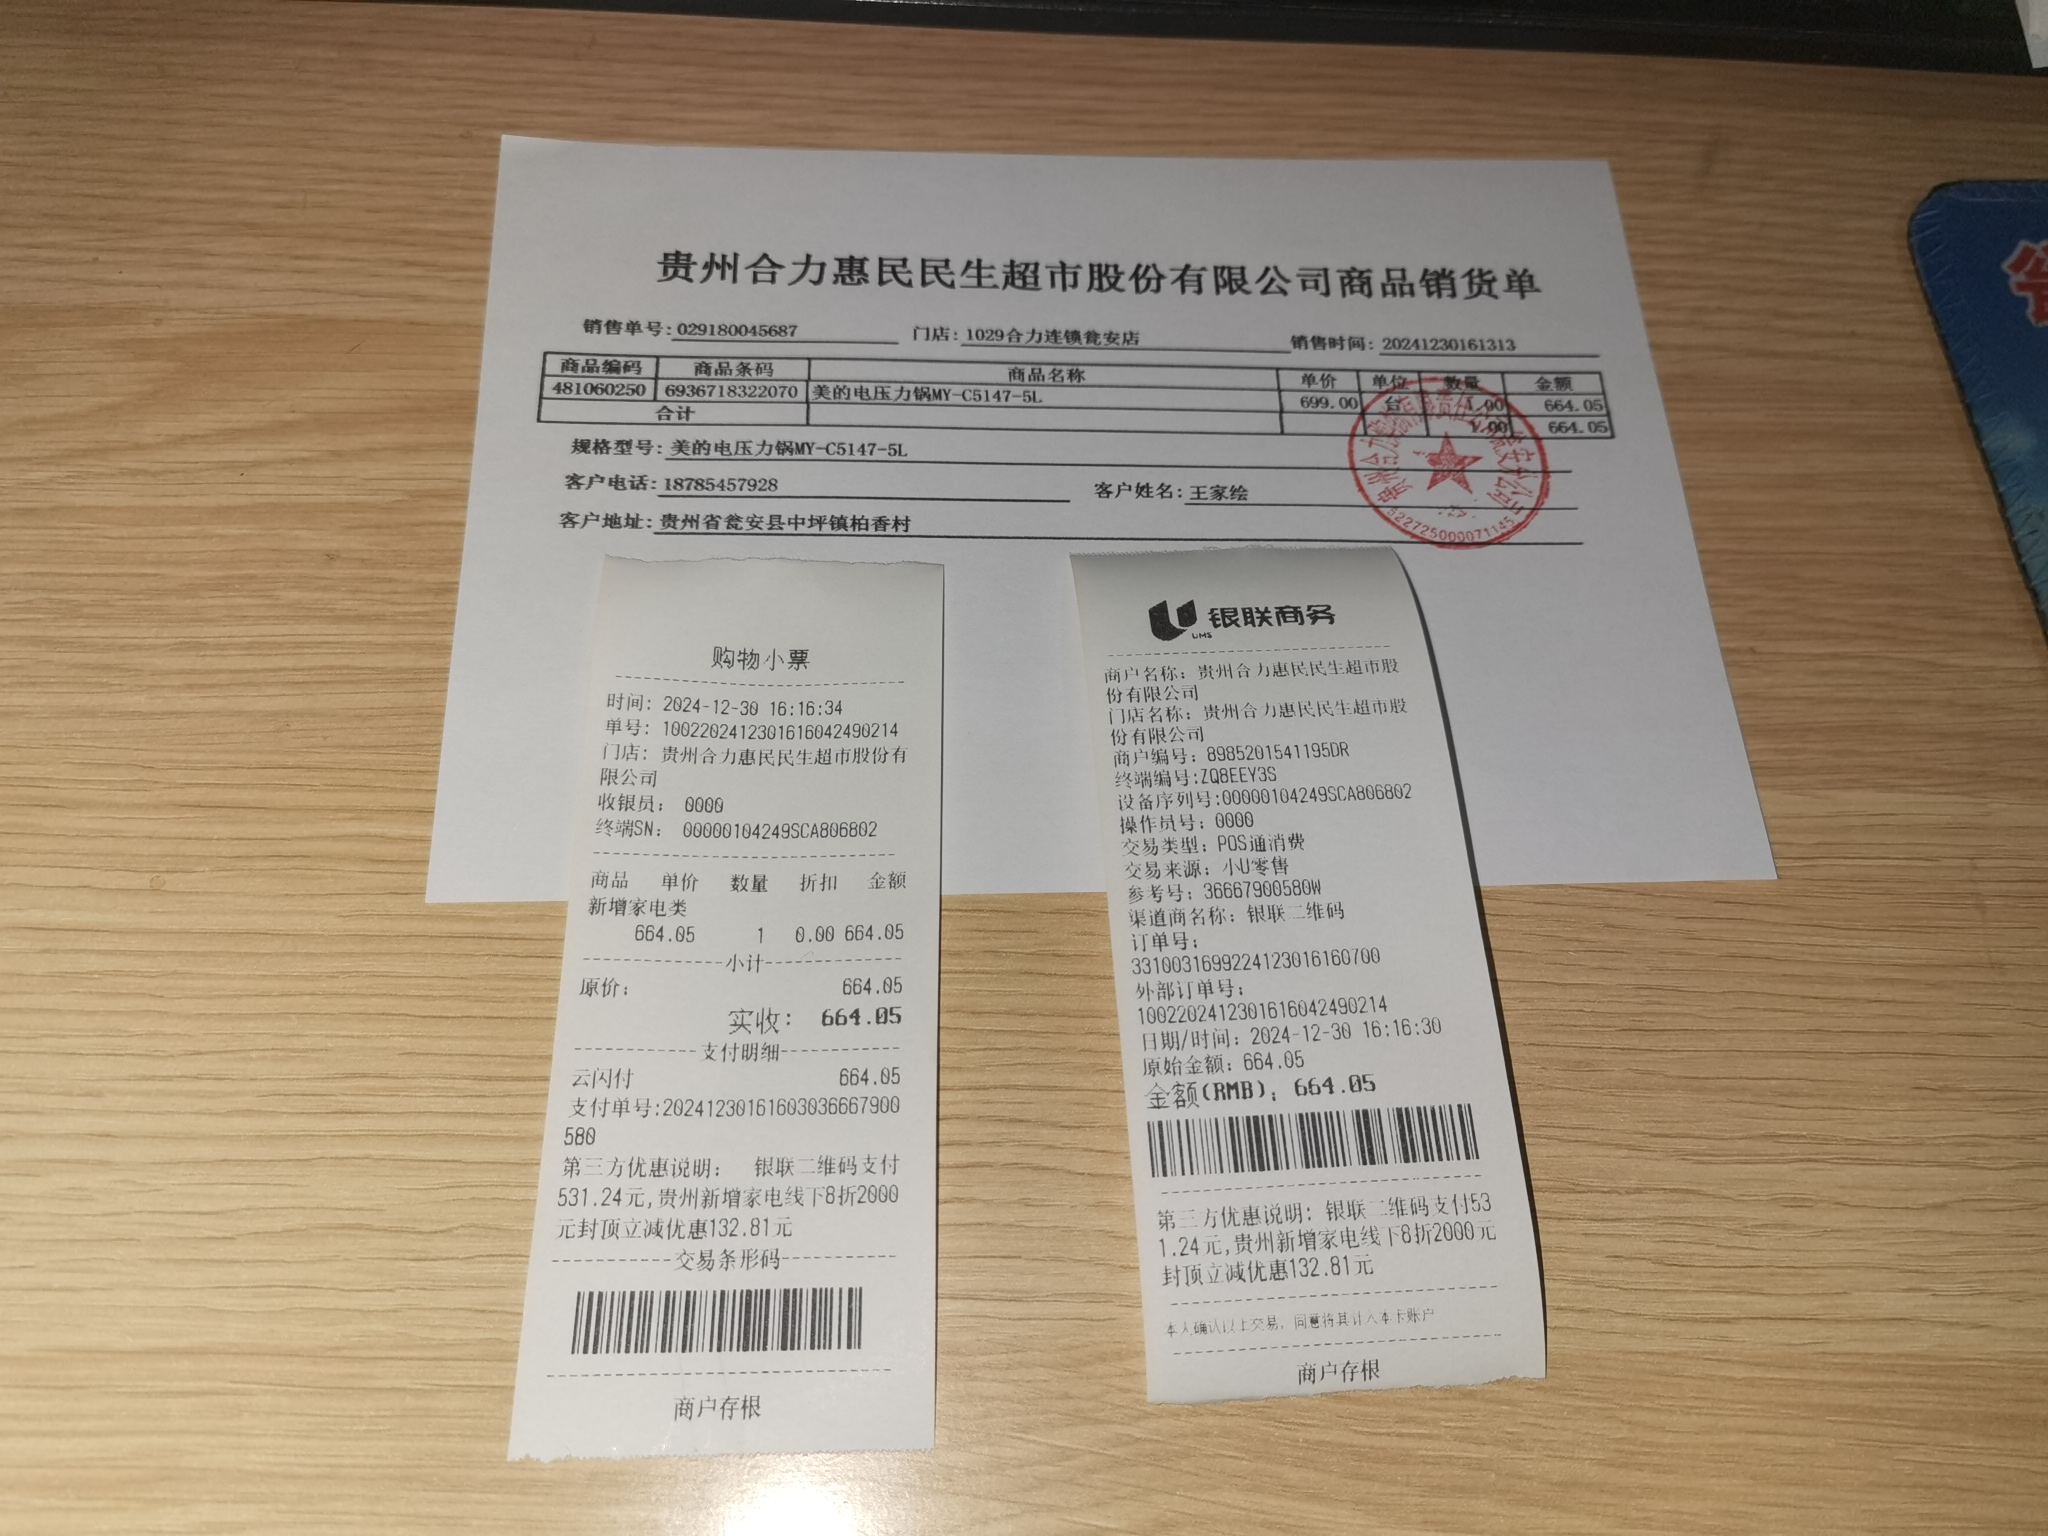 贵州合力惠民民生超市股份有限公司商品销货单
销售单号: 029180045687 门店: 1029合力连锁瓮安店 销售时间: 20241230161313
商品编码 商品条码 商品名称 单价 单位 数量 金额
481060250 6936718322070 美的电压力锅MY-C5147-5L 699.00 台 1.00 664.05
合计 1.00 664.05
规格型号: 美的电压力锅MY-C5147-5L
客户电话: 18785457928 客户姓名: 王家绘
客户地址: 贵州省瓮安县中坪镇柏香村
522725000071145
购物小票
时间: 2024-12-30 16:16:34
单号: 1002202412301616042490214
门店: 贵州合力惠民民生超市股份有
限公司
收银员: 0000
终端SN: 00000104249SCA806802
商品 单价 数量 折扣 金额
新增家电类
664.05 1 0.00 664.05
小计
原价: 664.05
实收: 664.05
支付明细
云闪付 664.05
支付单号:202412301616030366679​00
580
第三方优惠说明: 银联二维码支付
531.24元,贵州新增家电线下8折2000
元封顶立减优惠132.81元
交易条形码
商户存根
银联商务
UMS
商户名称: 贵州合力惠民民生超市股
份有限公司
门店名称: 贵州合力惠民民生超市股
份有限公司
商户编号: 8985201541195DR
终端编号:ZQ8EEY3S
设备序列号:00000104249SCA806802
操作员号: 0000
交易类型: POS通消费
交易来源: 小U零售
参考号: 36667900580W
渠道商名称: 银联二维码
订单号:
33100316992241230161​60700
外部订单号:
1002202412301616042490214
日期/时间: 2024-12-30 16:16:30
原始金额: 664.05
金额(RMB): 664.05
第三方优惠说明: 银联二维码支付53
1.24元,贵州新增家电线下8折2000元
封顶立减优惠132.81元
本人确认以上交易, 同意将其计入本卡账户
商户存根